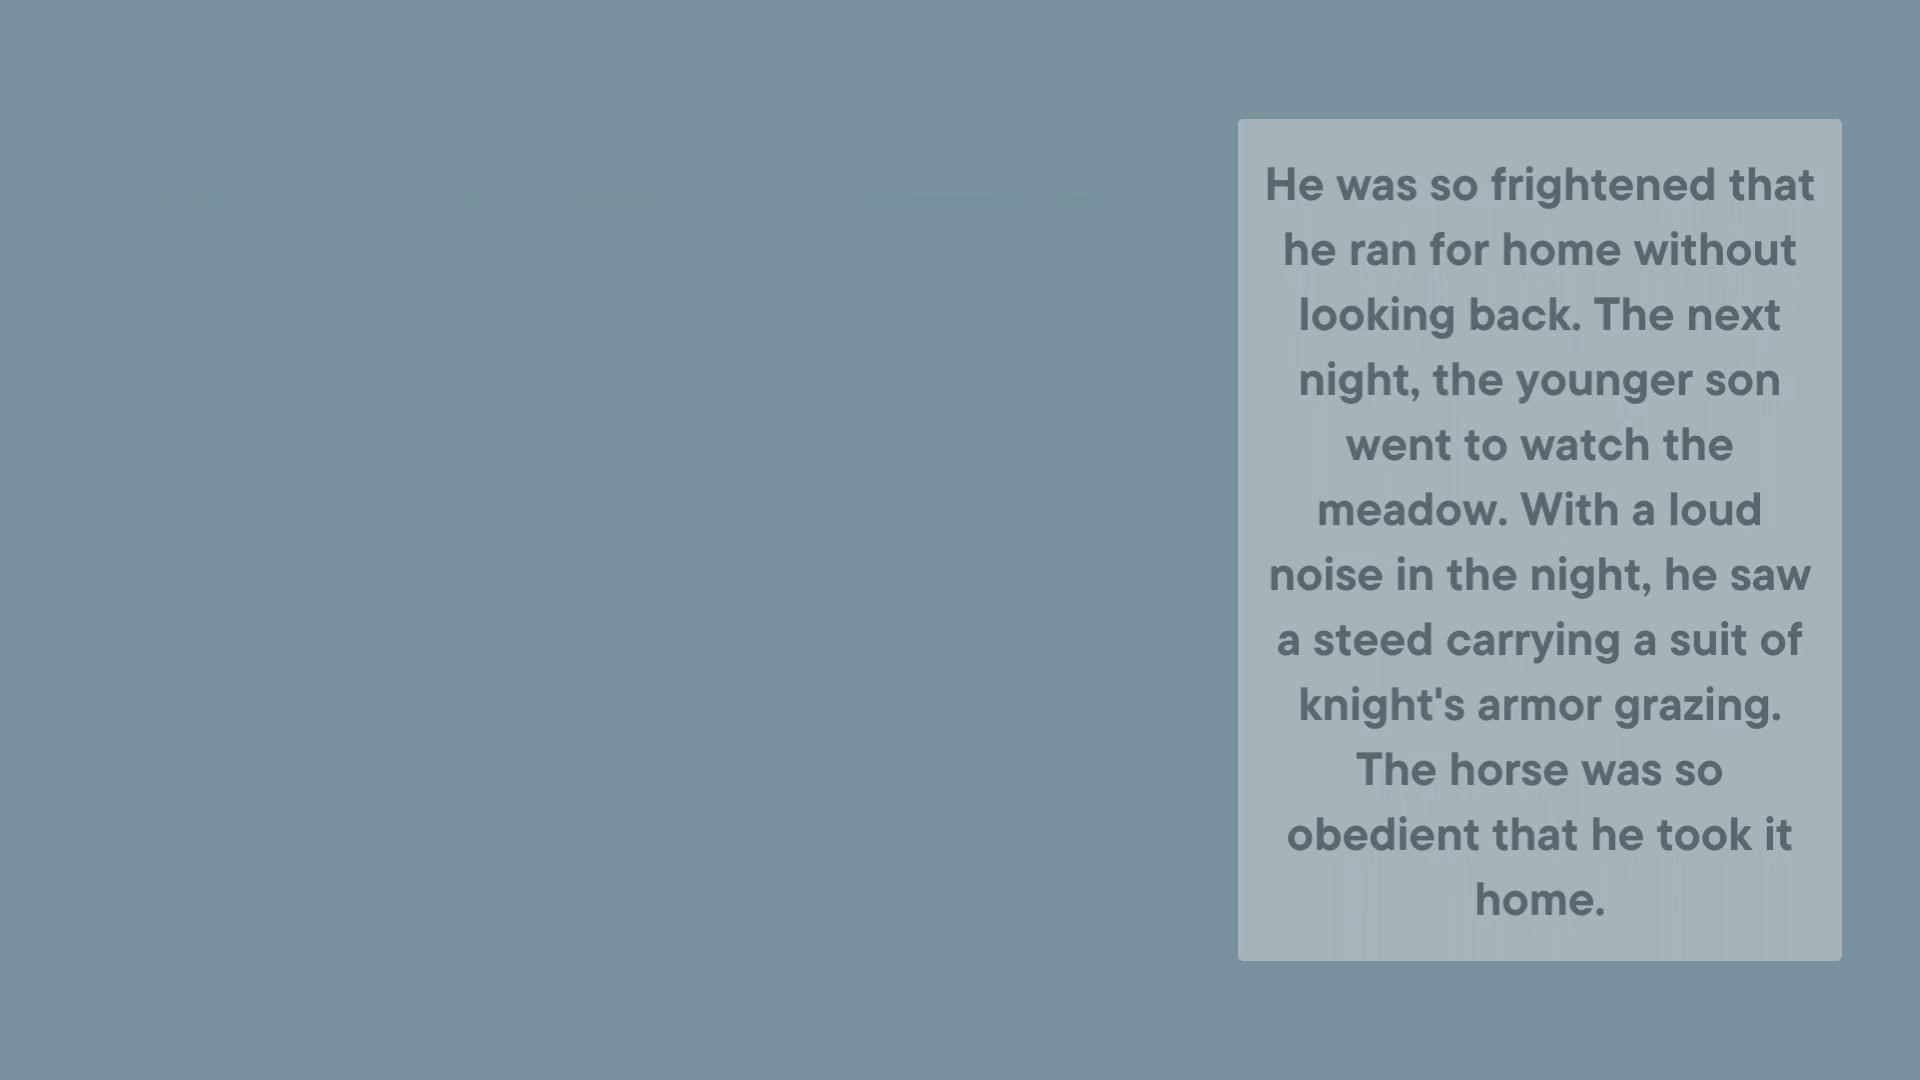 He was so frightened that
he ran for home without
looking back. The next
night, the younger son
went to watch the
meadow. With a loud
noise in the night, he saw
a steed carrying a suit of
knight's armor grazing.
The horse was so
obedient that he took it
home.